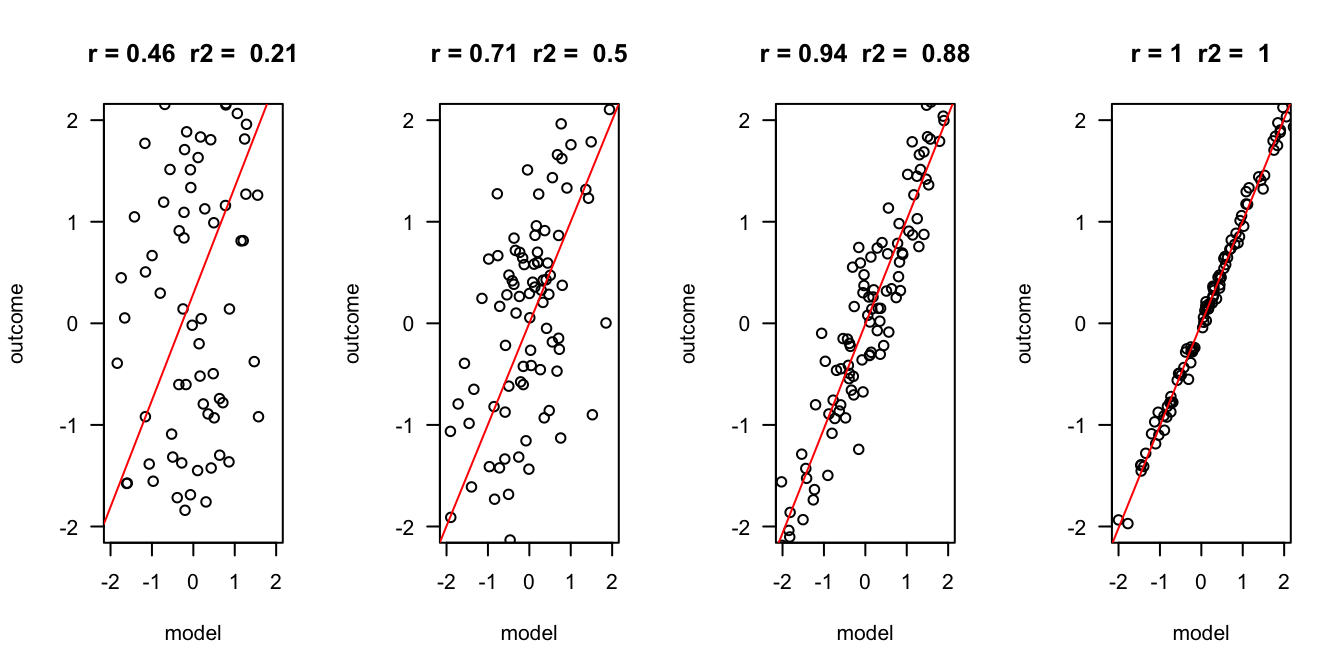 r = 0.46  r2 =  0.21
outcome
2
1
0
-1
-2
-2 -1 0 1 2
model
r = 0.71  r2 =  0.5
outcome
2
1
0
-1
-2
-2 -1 0 1 2
model
r = 0.94  r2 =  0.88
outcome
2
1
0
-1
-2
-2 -1 0 1 2
model
r = 1  r2 =  1
outcome
2
1
0
-1
-2
-2 -1 0 1 2
model